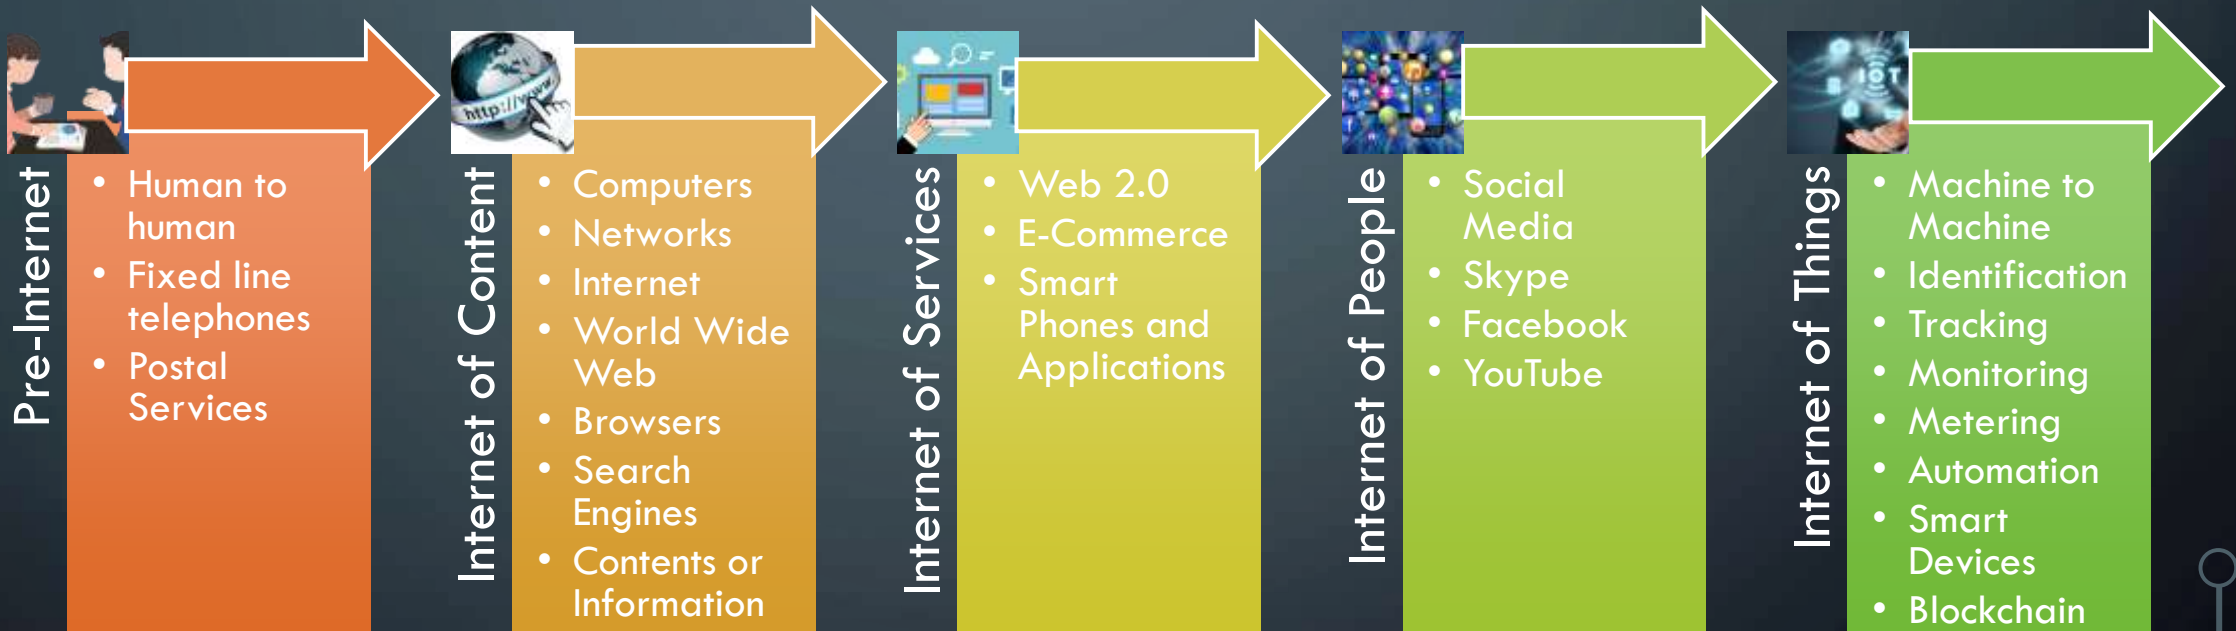 Pre-Internet
• Human to
human
• Fixed line
telephones
• Postal
Services
http://www.
Internet of Content
• Computers
• Networks
• Internet
• World Wide
Web
• Browsers
• Search
Engines
• Contents or
Information
Internet of Services
• Web 2.0
• E-Commerce
• Smart
Phones and
Applications
Internet of People
• Social
Media
• Skype
• Facebook
• YouTube
IOT
Internet of Things
• Machine to
Machine
• Identification
• Tracking
• Monitoring
• Metering
• Automation
• Smart
Devices
• Blockchain